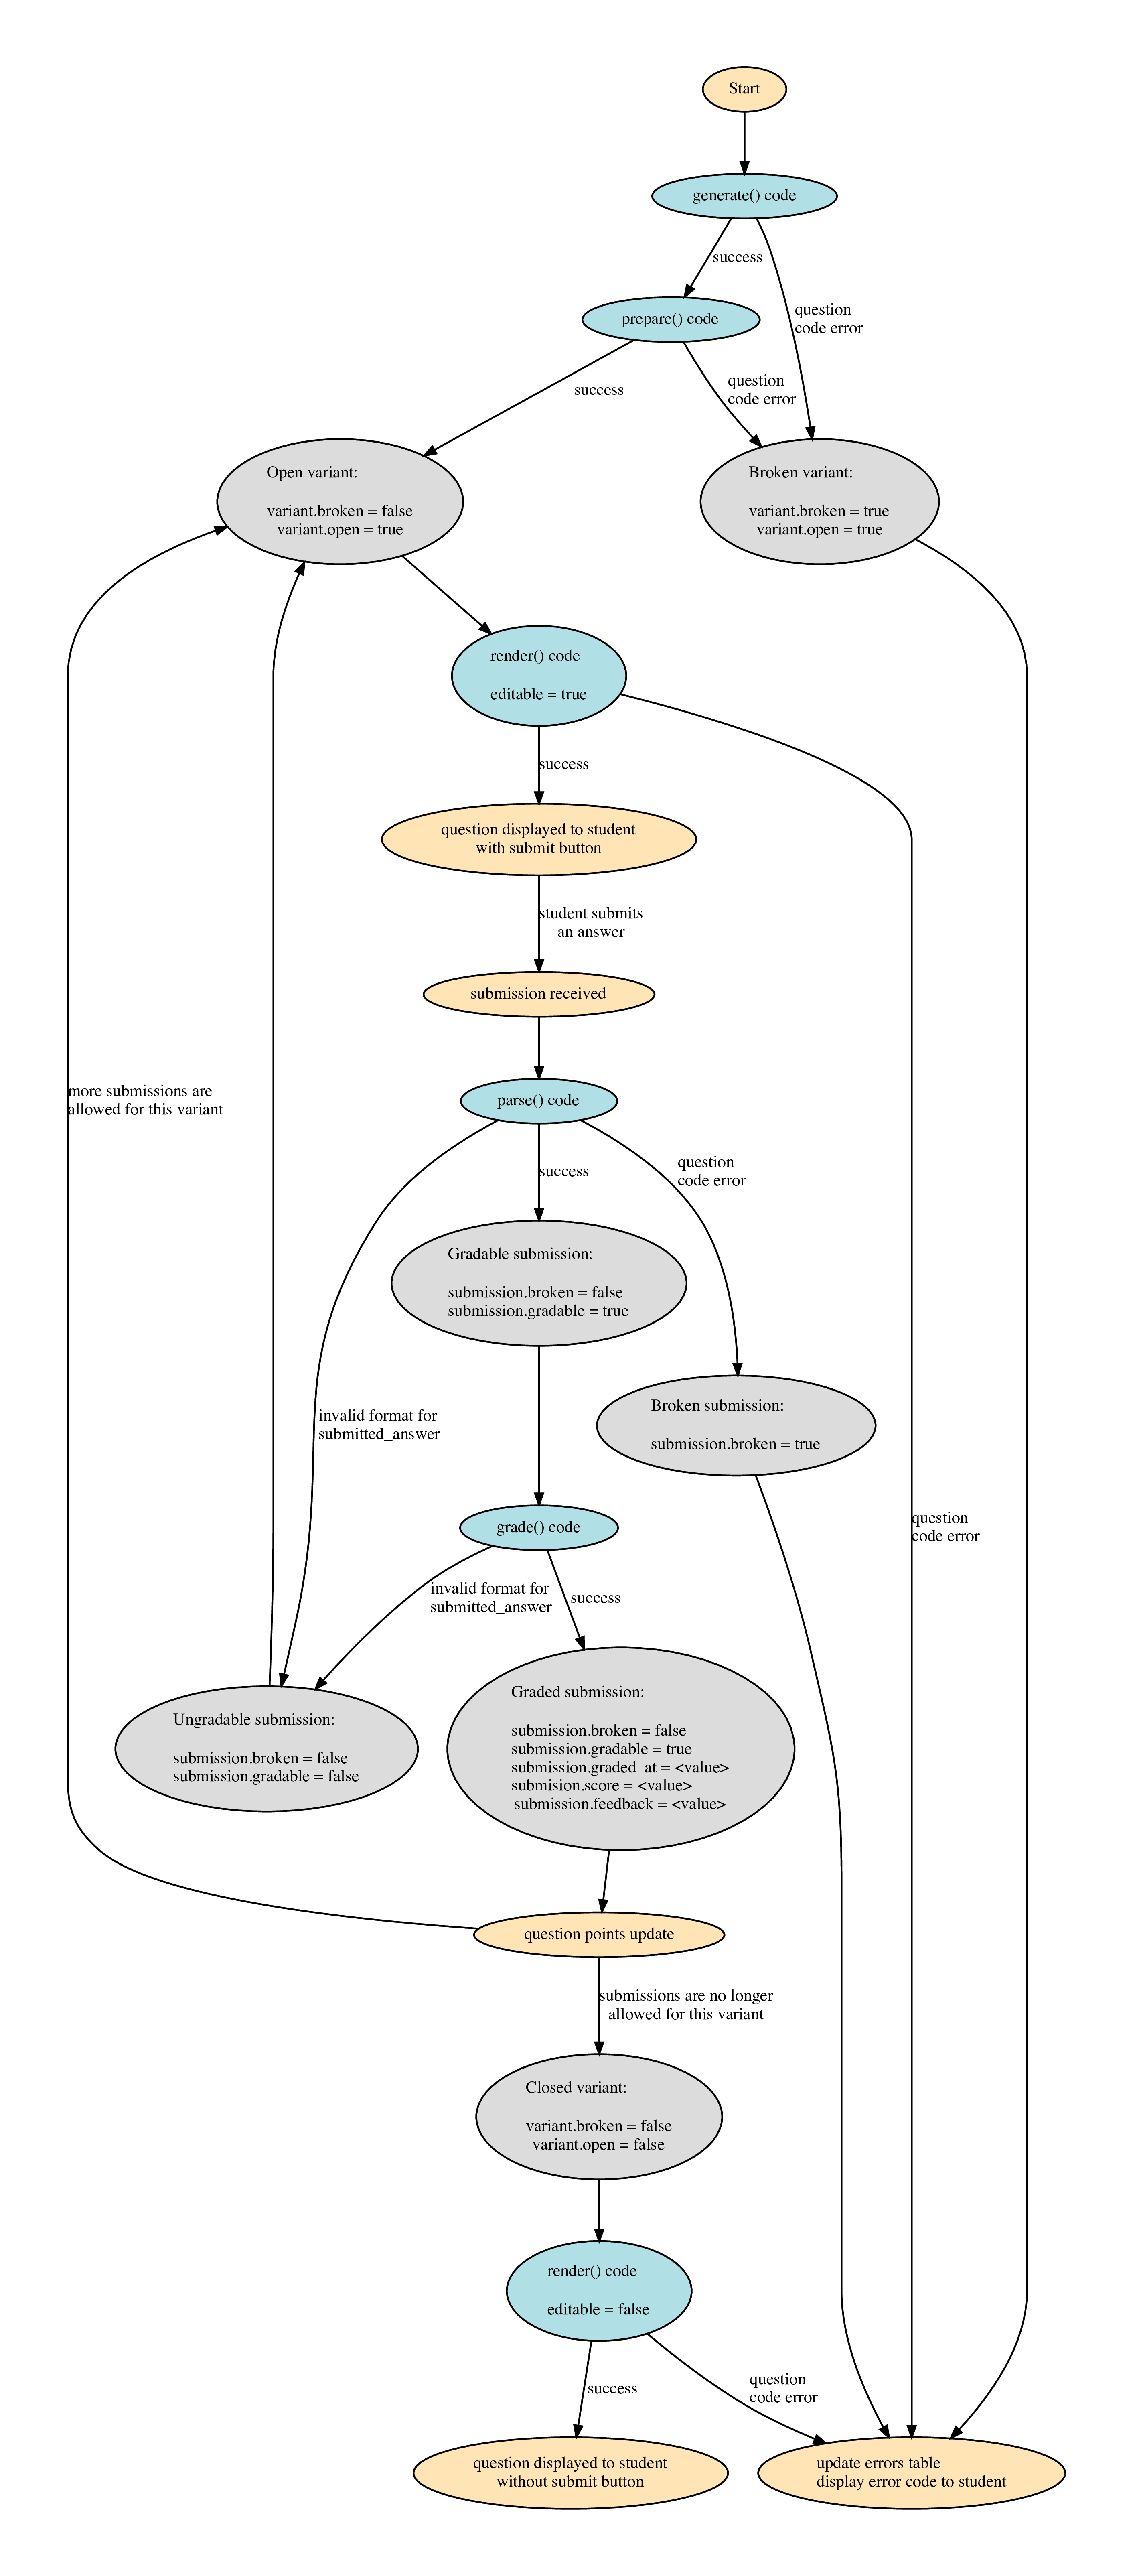 Start
generate() code
success
question
code error
prepare() code
question
code error
success
Open variant:
variant.broken = false
variant.open = true
Broken variant:
variant.broken = true
variant.open = true
render() code
editable = true
success
question displayed to student
with submit button
student submits
an answer
submission received
more submissions are
allowed for this variant
parse() code
success
question
code error
Gradable submission:
submission.broken = false
submission.gradable = true
invalid format for
submitted_answer
Broken submission:
submission.broken = true
question
code error
grade() code
invalid format for
submitted_answer
success
Ungradable submission:
submission.broken = false
submission.gradable = false
Graded submission:
submission.broken = false
submission.gradable = true
submission.graded_at = <value>
submision.score = <value>
submission.feedback = <value>
question points update
submissions are no longer
allowed for this variant
Closed variant:
variant.broken = false
variant.open = false
render() code
editable = false
success
question
code error
question displayed to student
without submit button
update errors table
display error code to student